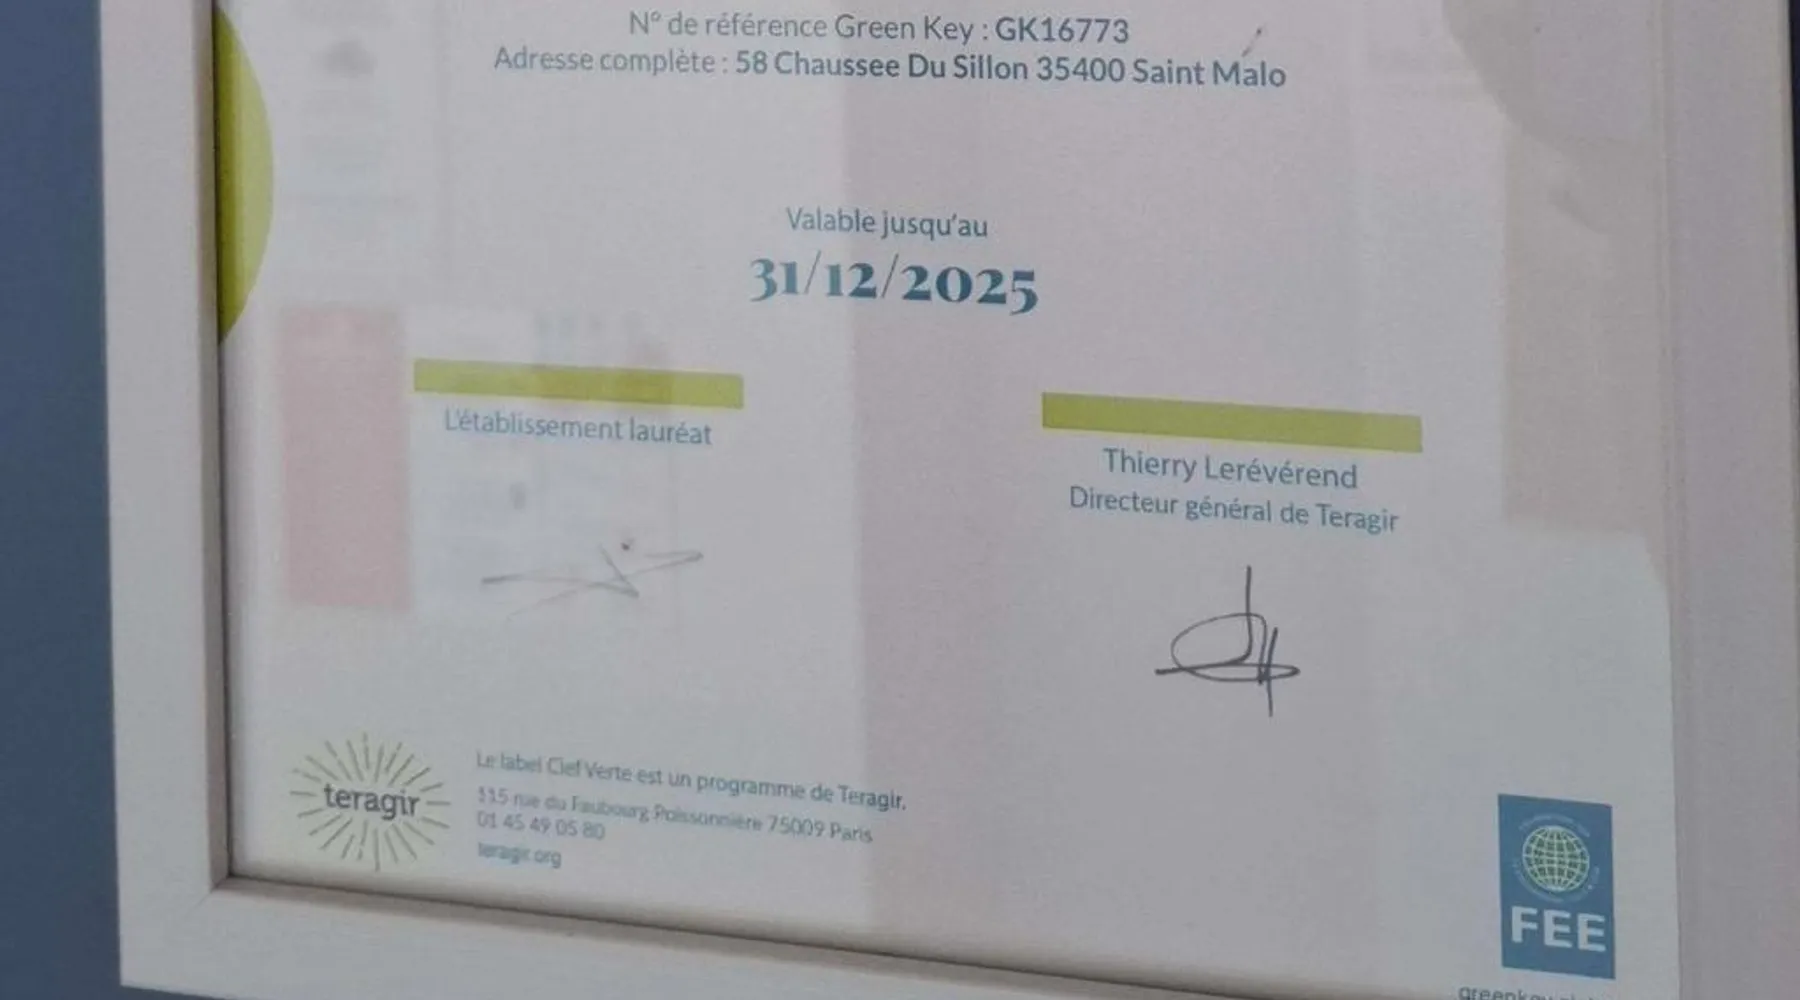 N° de référence Green Key : GK16773
Adresse complète : 58 Chaussee Du Sillon 35400 Saint Malo
Valable jusqu'au
31/12/2025
L'établissement lauréat
Thierry Lerévérend
Directeur général de Teragir
teragir
Le label Clef Verte est un programme de Teragir.
115 rue du Faubourg Poissonnière 75009 Paris
01 45 49 05 80
teragir.org
FEE